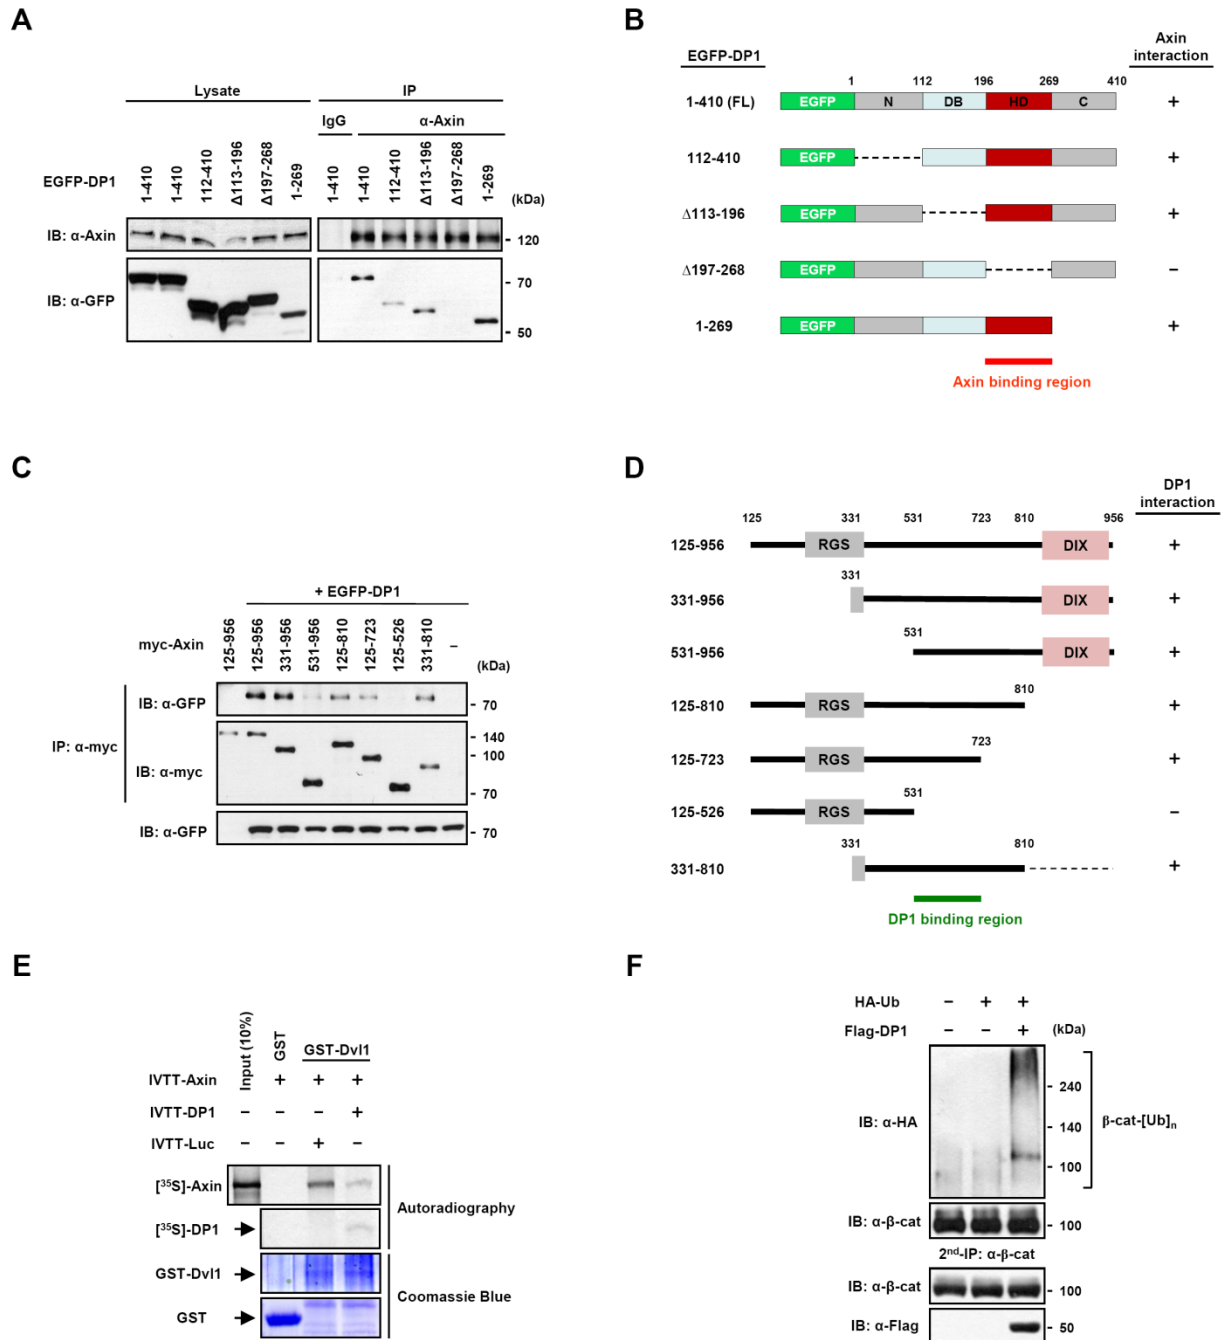 A
Lysate
IP
IgG
α-Axin
EGFP-DP1
1-410
1-410
112-410
Δ113-196
Δ197-268
1-269
1-410
1-410
112-410
Δ113-196
Δ197-268
1-269
(kDa)
IB: α-Axin
- 120
IB: α-GFP
- 70
- 50
B
EGFP-DP1
Axin
interaction
1 112 196 269 410
1-410 (FL) EGFP N DB HD C +
112-410 EGFP +
Δ113-196 EGFP +
Δ197-268 EGFP –
1-269 EGFP +
Axin binding region
C
+ EGFP-DP1
myc-Axin
125-956
125-956
331-956
531-956
125-810
125-723
125-526
331-810
–
(kDa)
IP: α-myc
IB: α-GFP
- 70
IB: α-myc
- 140
- 100
- 70
IB: α-GFP
- 70
D
DP1
interaction
125 331 531 723 810 956
125-956 RGS DIX +
331
331-956 DIX +
531
531-956 DIX +
810
125-810 RGS +
723
125-723 RGS +
531
125-526 RGS –
331 810
331-810 +
DP1 binding region
E
Input (10%)
GST
GST-Dvl1
IVTT-Axin + + +
IVTT-DP1 – – – +
IVTT-Luc – – + –
[³⁵S]-Axin
[³⁵S]-DP1
Autoradiography
GST-Dvl1
GST
Coomassie Blue
F
HA-Ub – + +
Flag-DP1 – – +
(kDa)
IB: α-HA
- 240
- 140
- 100
β-cat-[Ub]ₙ
IB: α-β-cat
- 100
2ⁿᵈ-IP: α-β-cat
IB: α-β-cat
- 100
IB: α-Flag
- 50